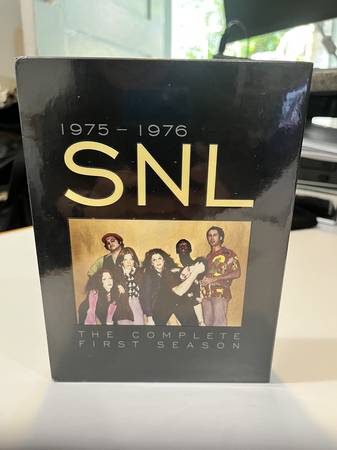 1975 – 1976
SNL
THE COMPLETE
FIRST SEASON